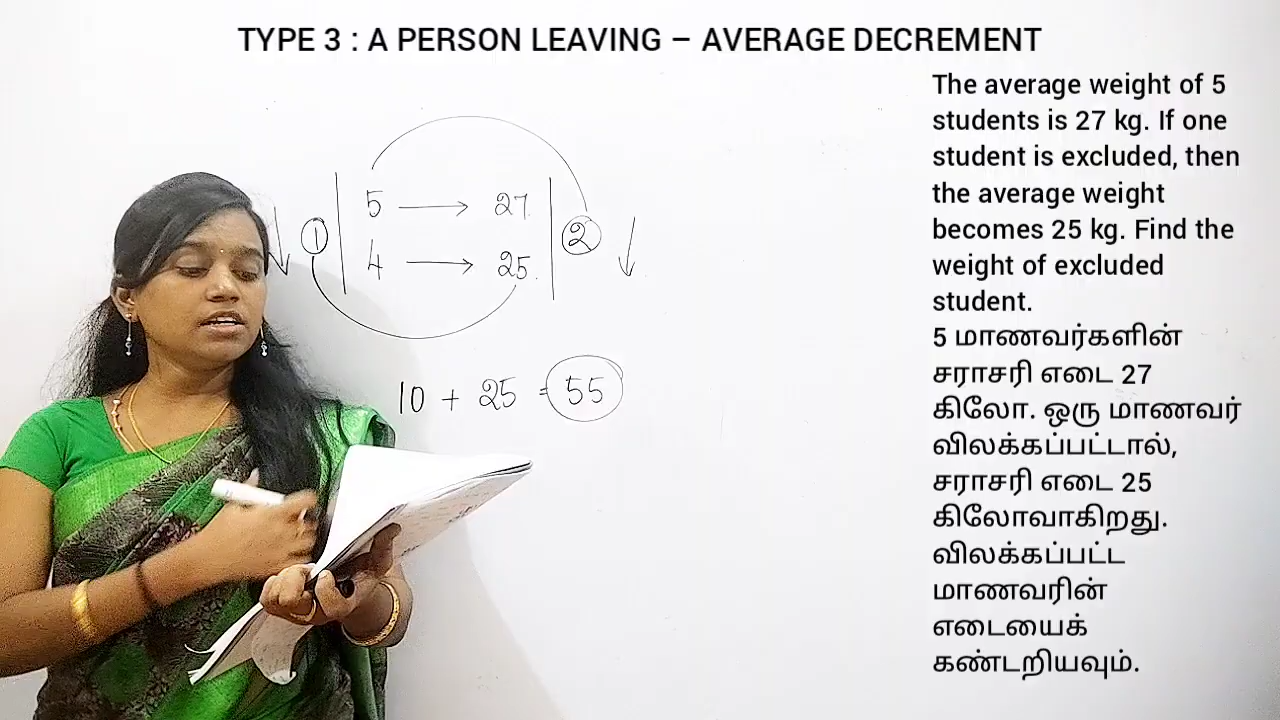 TYPE 3 : A PERSON LEAVING – AVERAGE DECREMENT
The average weight of 5
students is 27 kg. If one
student is excluded, then
the average weight
becomes 25 kg. Find the
weight of excluded
student.
5 மாணவர்களின்
சராசரி எடை 27
கிலோ. ஒரு மாணவர்
விலக்கப்பட்டால்,
சராசரி எடை 25
கிலோவாகிறது.
விலக்கப்பட்ட
மாணவரின்
எடையைக்
கண்டறியவும்.
5 → 27
↓ 1 2 ↓
4 → 25
10 + 25 = 55